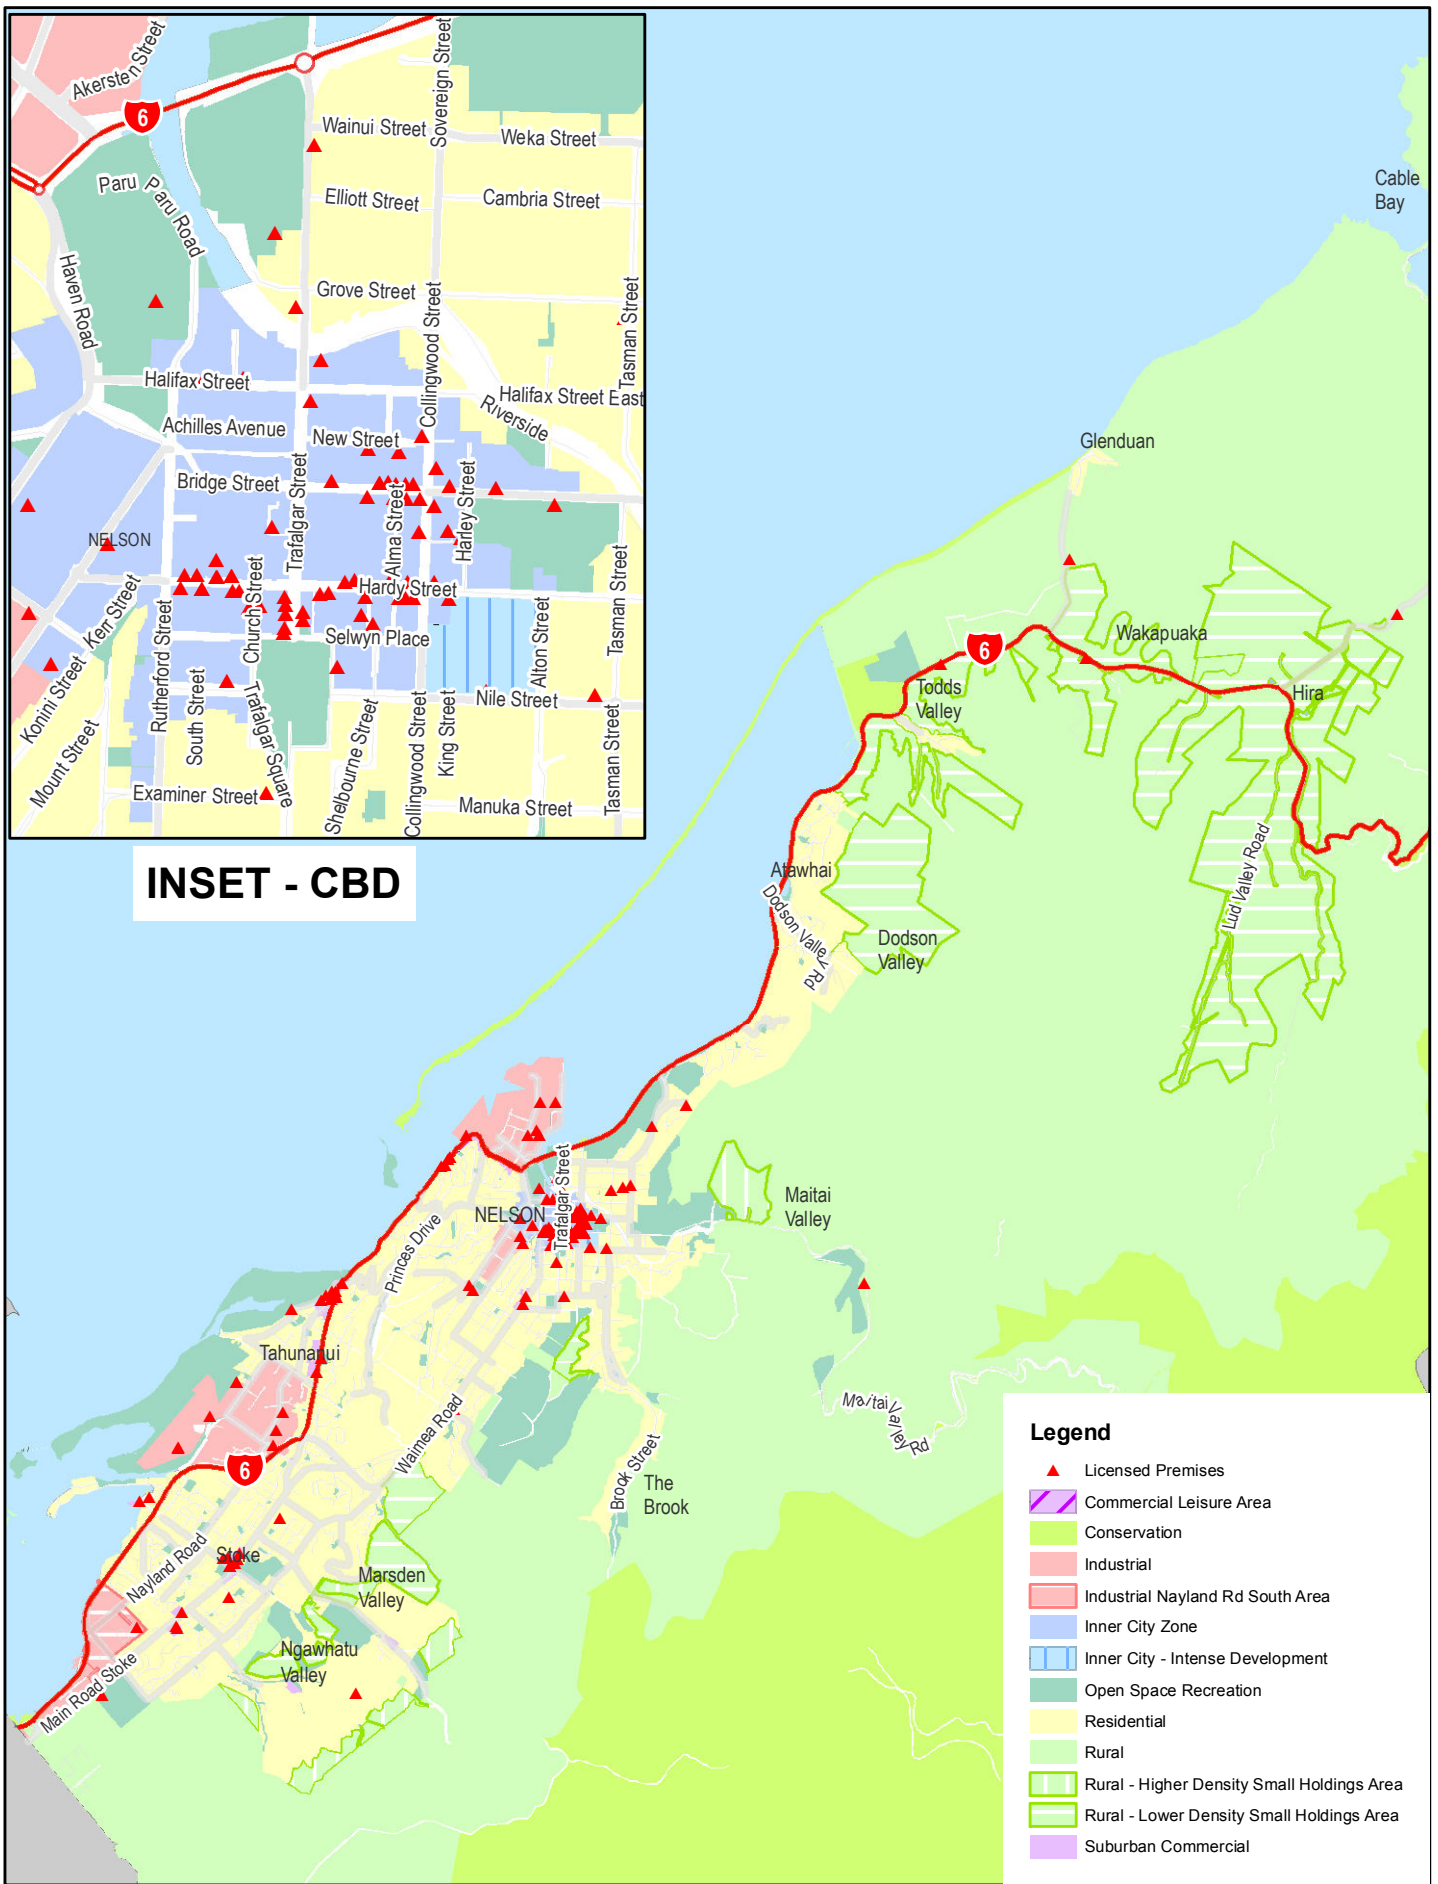 Akersten Street
6
Sovereign Street
Wainui Street
Weka Street
Paru
Paru Road
Elliott Street
Cambria Street
Haven Road
Grove Street
Collingwood Street
Tasman Street
Halifax Street
Halifax Street East
Riverside
Achilles Avenue
New Street
Bridge Street
Trafalgar Street
Alma Street
Harley Street
NELSON
Hardy Street
Kerr Street
Church Street
Selwyn Place
Rutherford Street
Alton Street
Tasman Street
Konini Street
South Street
Trafalgar Square
Nile Street
Mount Street
Shelbourne Street
Collingwood Street
King Street
Tasman Street
Examiner Street
Manuka Street
INSET - CBD
Cable
Bay
Glenduan
Wakapuaka
6
Todds
Valley
Hira
Atawhai
Dodson Valley Rd
Dodson
Valley
Lud Valley Road
Trafalgar Street
Maitai
Valley
NELSON
Princes Drive
Tahunanui
Maitai Valley Rd
Waimea Road
6
Brook Street
The
Brook
Nayland Road
Stoke
Marsden
Valley
Ngawhatu
Valley
Main Road Stoke
Legend
Licensed Premises
Commercial Leisure Area
Conservation
Industrial
Industrial Nayland Rd South Area
Inner City Zone
Inner City - Intense Development
Open Space Recreation
Residential
Rural
Rural - Higher Density Small Holdings Area
Rural - Lower Density Small Holdings Area
Suburban Commercial